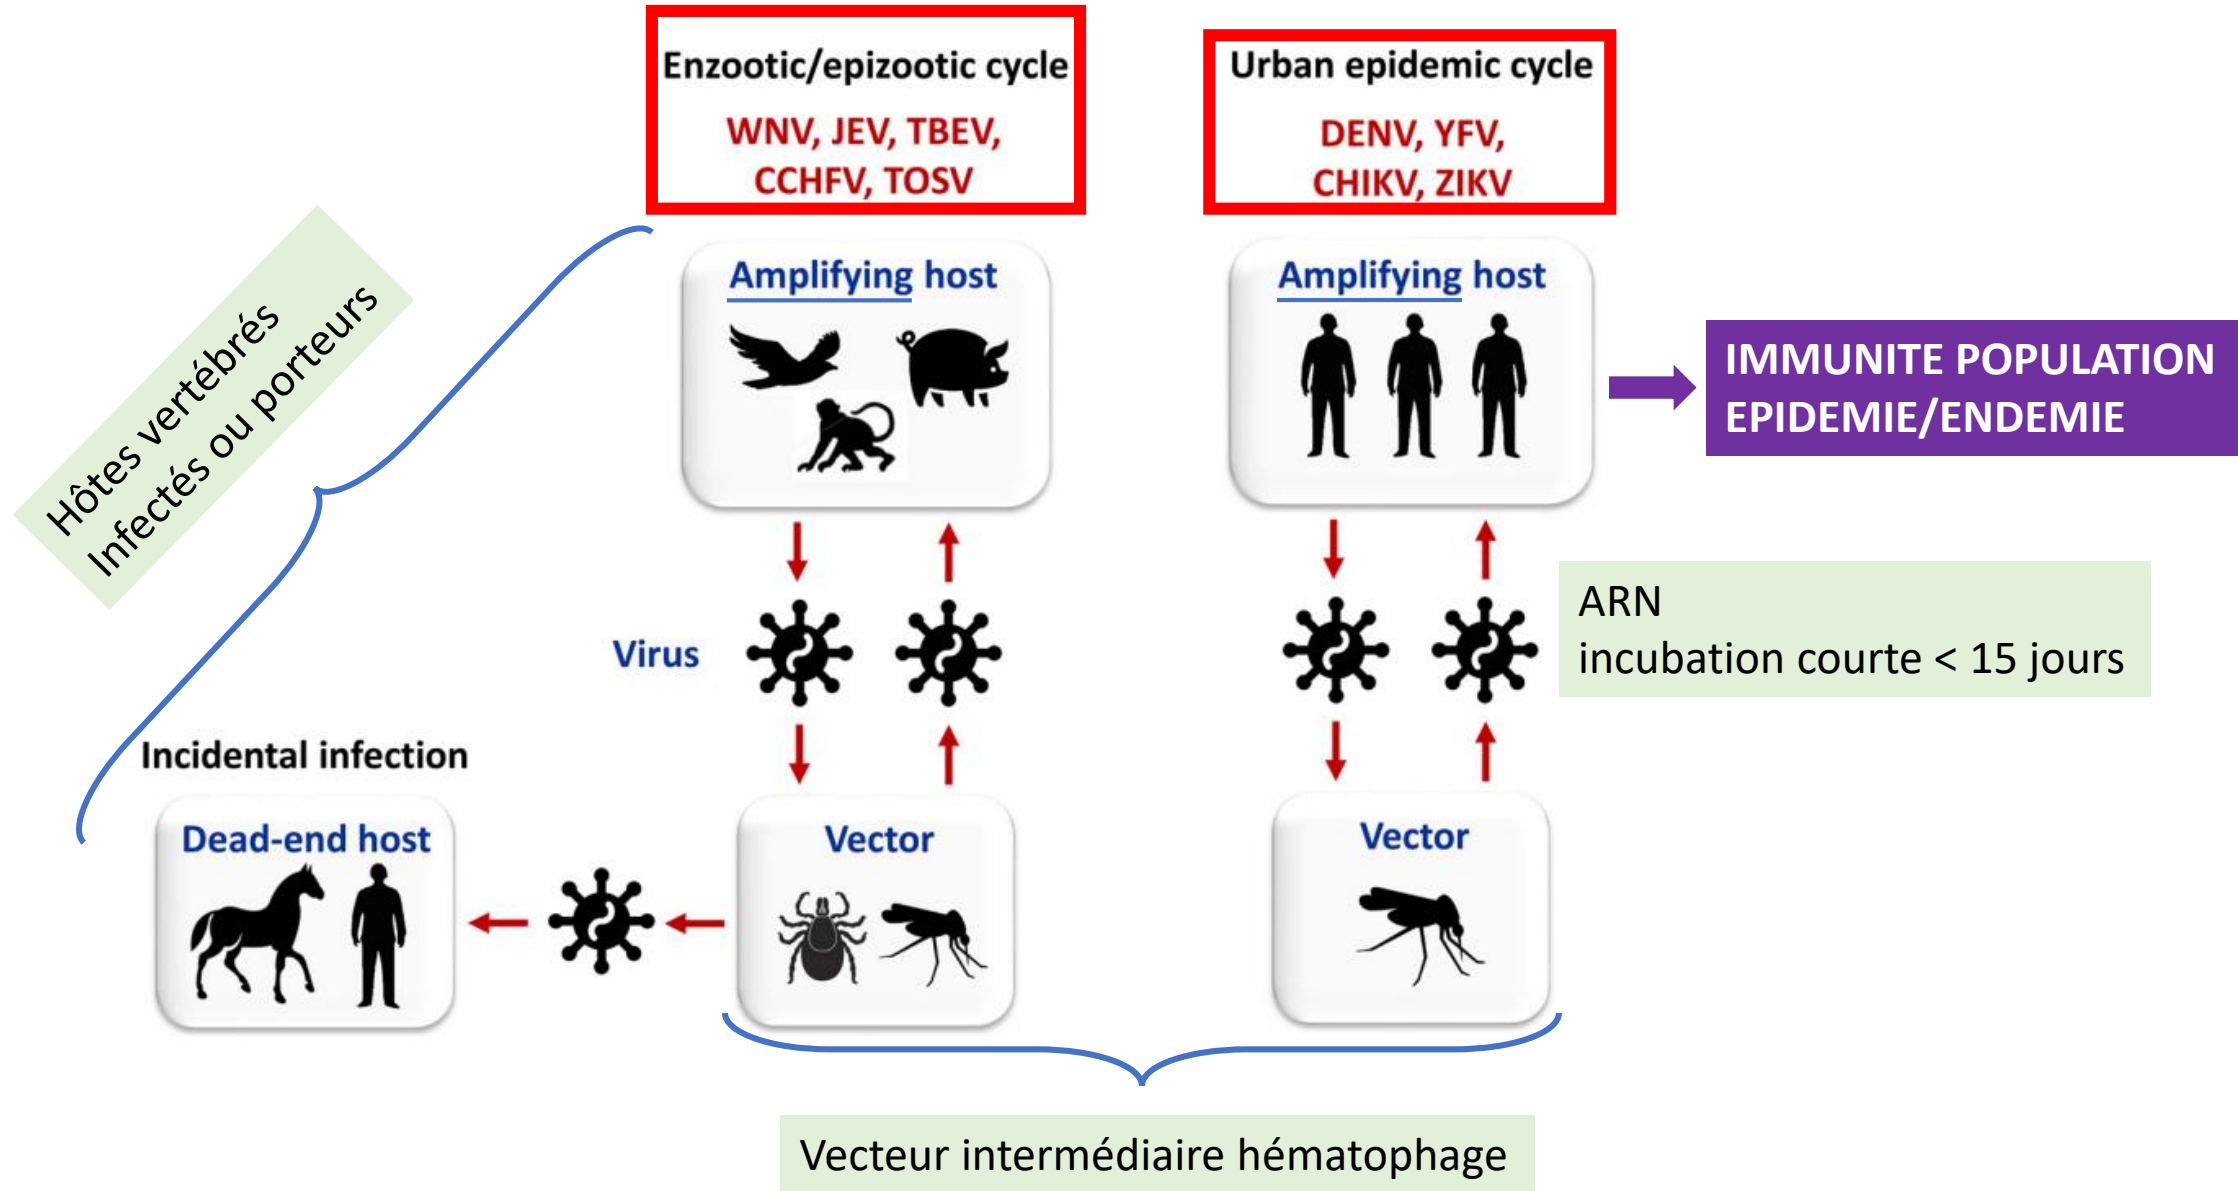 Enzootic/epizootic cycle
WNV, JEV, TBEV,
CCHFV, TOSV
Urban epidemic cycle
DENV, YFV,
CHIKV, ZIKV
Hôtes vertébrés
Infectés ou porteurs
Amplifying host
Amplifying host
IMMUNITE POPULATION
EPIDEMIE/ENDEMIE
Virus
ARN
incubation courte < 15 jours
Incidental infection
Dead-end host
Vector
Vector
Vecteur intermédiaire hématophage